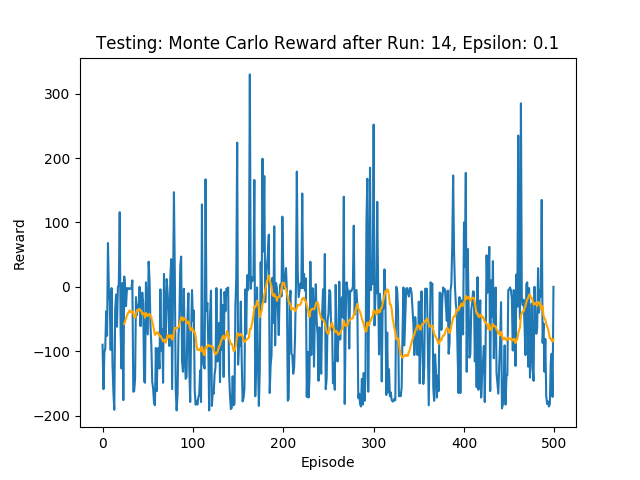 Testing: Monte Carlo Reward after Run: 14, Epsilon: 0.1
300
200
100
0
−100
−200
Reward
0 100 200 300 400 500
Episode